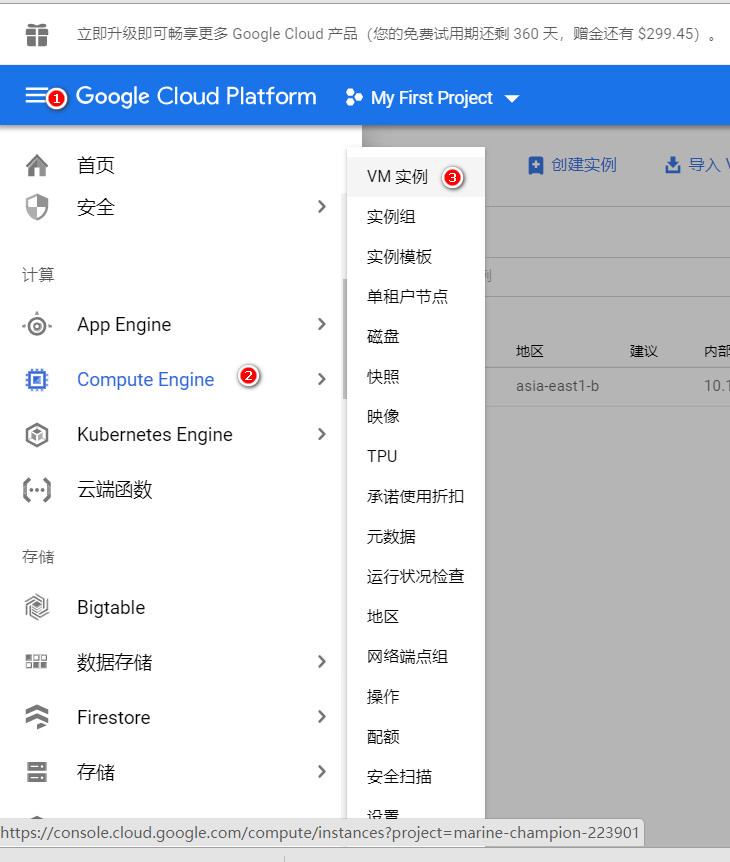 立即升级即可畅享更多 Google Cloud 产品（您的免费试用期还剩 360 天，赠金还有 $299.45）。
1 Google Cloud Platform My First Project
首页
安全
计算
App Engine
Compute Engine 2
Kubernetes Engine
云端函数
存储
Bigtable
数据存储
Firestore
存储
VM 实例 3
实例组
实例模板
单租户节点
磁盘
快照
映像
TPU
承诺使用折扣
元数据
运行状况检查
地区
网络端点组
操作
配额
安全扫描
设置
创建实例 导入 V
例
地区 建议 内部
asia-east1-b 10.1
https://console.cloud.google.com/compute/instances?project=marine-champion-223901